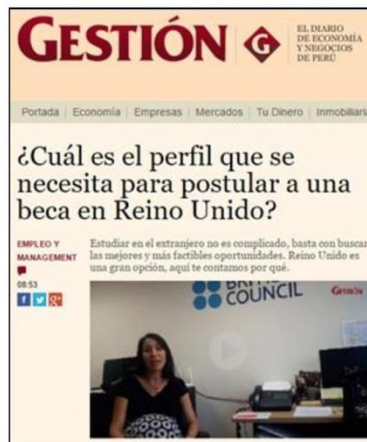 GESTIÓN G
EL DIARIO
DE ECONOMÍA
Y NEGOCIOS
DE PERÚ
Portada Economía Empresas Mercados Tu Dinero Inmobiliaria
¿Cuál es el perfil que se
necesita para postular a una
beca en Reino Unido?
EMPLEO Y
MANAGEMENT
08:53
Estudiar en el extranjero no es complicado, basta con buscar
las mejores y más factibles oportunidades. Reino Unido es
una gran opción, aquí te contamos por qué.
BRITISH
COUNCIL
GESTIÓN